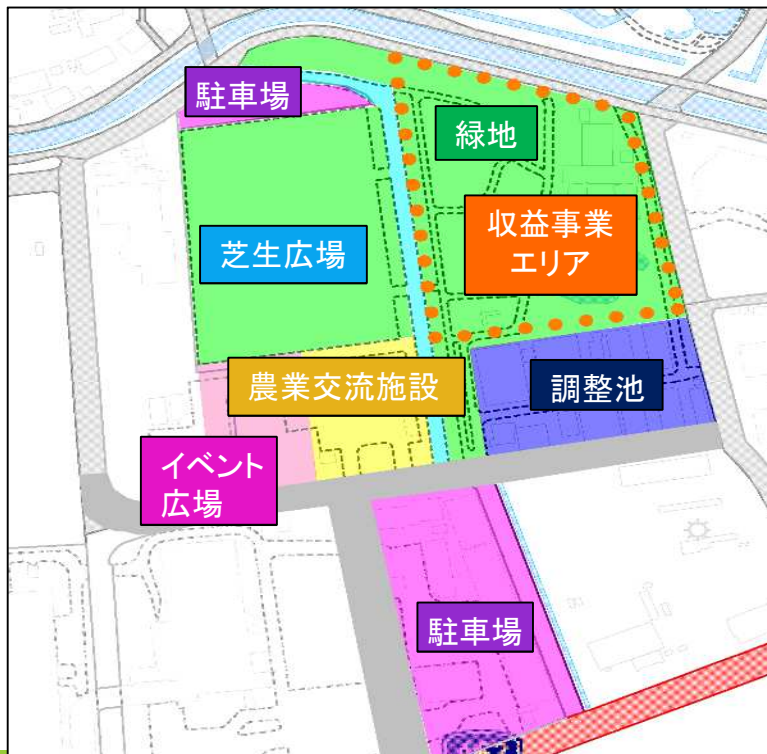 駐車場
緑地
収益事業
エリア
芝生広場
農業交流施設
調整池
イベント
広場
駐車場